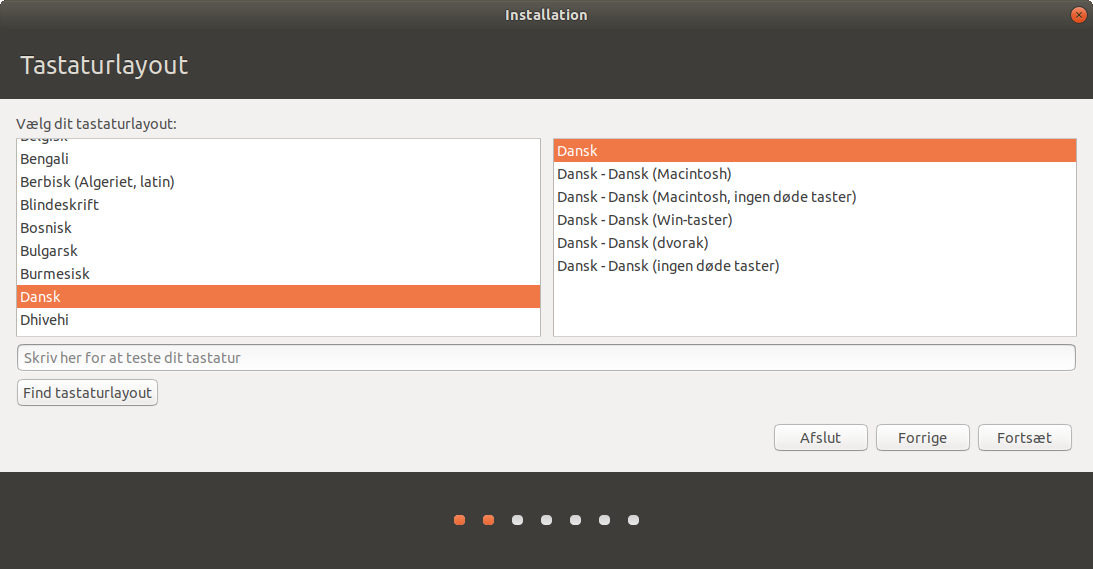 Installation
Tastaturlayout
Vælg dit tastaturlayout:
Belgisk
Bengali
Berbisk (Algeriet, latin)
Blindeskrift
Bosnisk
Bulgarsk
Burmesisk
Dansk
Dhivehi
Dansk
Dansk - Dansk (Macintosh)
Dansk - Dansk (Macintosh, ingen døde taster)
Dansk - Dansk (Win-taster)
Dansk - Dansk (dvorak)
Dansk - Dansk (ingen døde taster)
Skriv her for at teste dit tastatur
Find tastaturlayout
Afslut
Forrige
Fortsæt